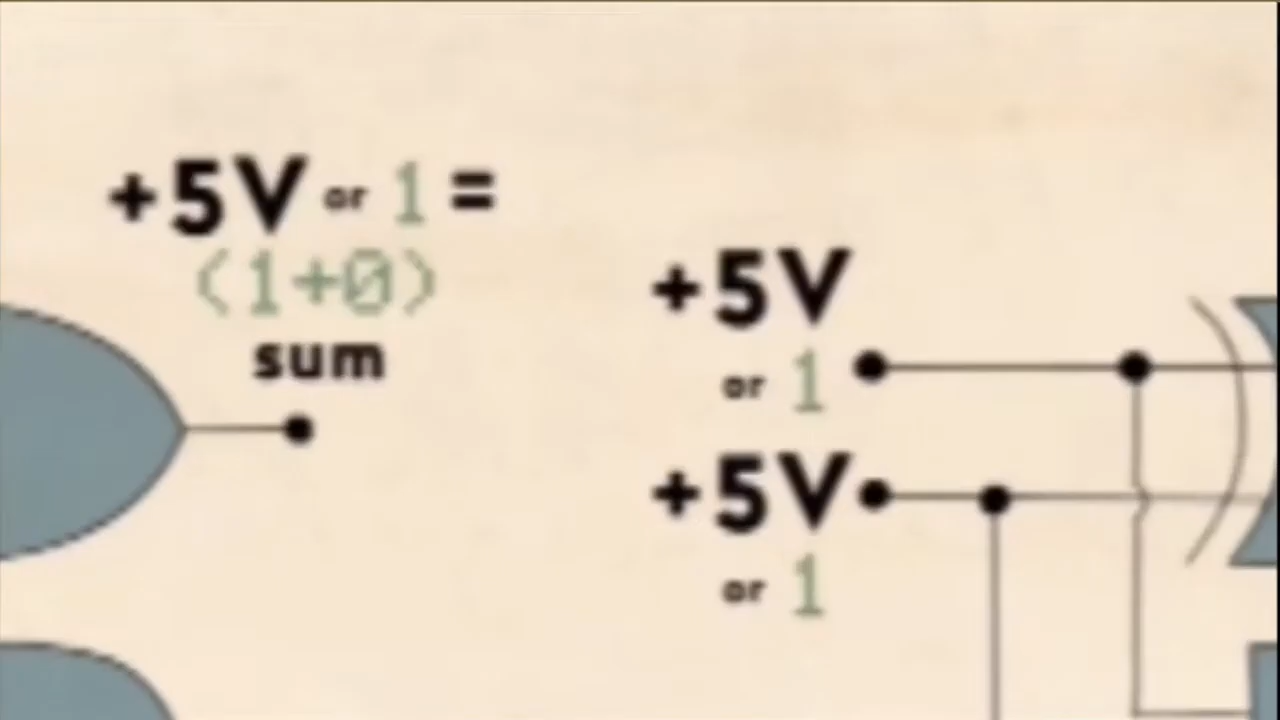 +5V or 1 =
(1+0)
sum
+5V
or 1
+5V
or 1